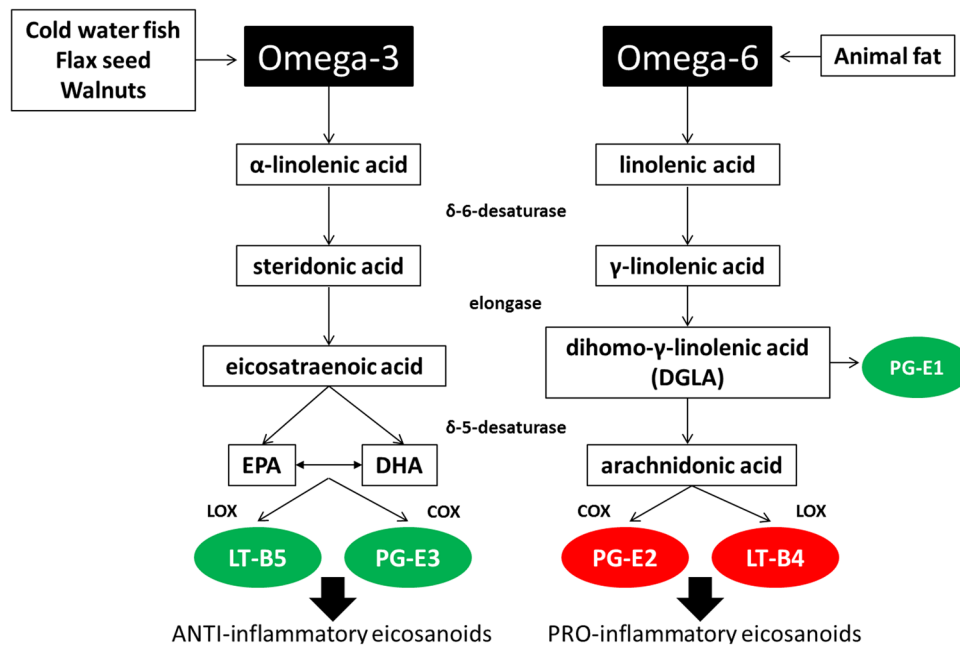 Cold water fish
Flax seed
Walnuts
Omega-3
Omega-6
Animal fat
α-linolenic acid
linolenic acid
δ-6-desaturase
steridonic acid
γ-linolenic acid
elongase
eicosatraenoic acid
dihomo-γ-linolenic acid
(DGLA)
PG-E1
δ-5-desaturase
EPA
DHA
arachnidonic acid
LOX
COX
COX
LOX
LT-B5
PG-E3
PG-E2
LT-B4
ANTI-inflammatory eicosanoids
PRO-inflammatory eicosanoids